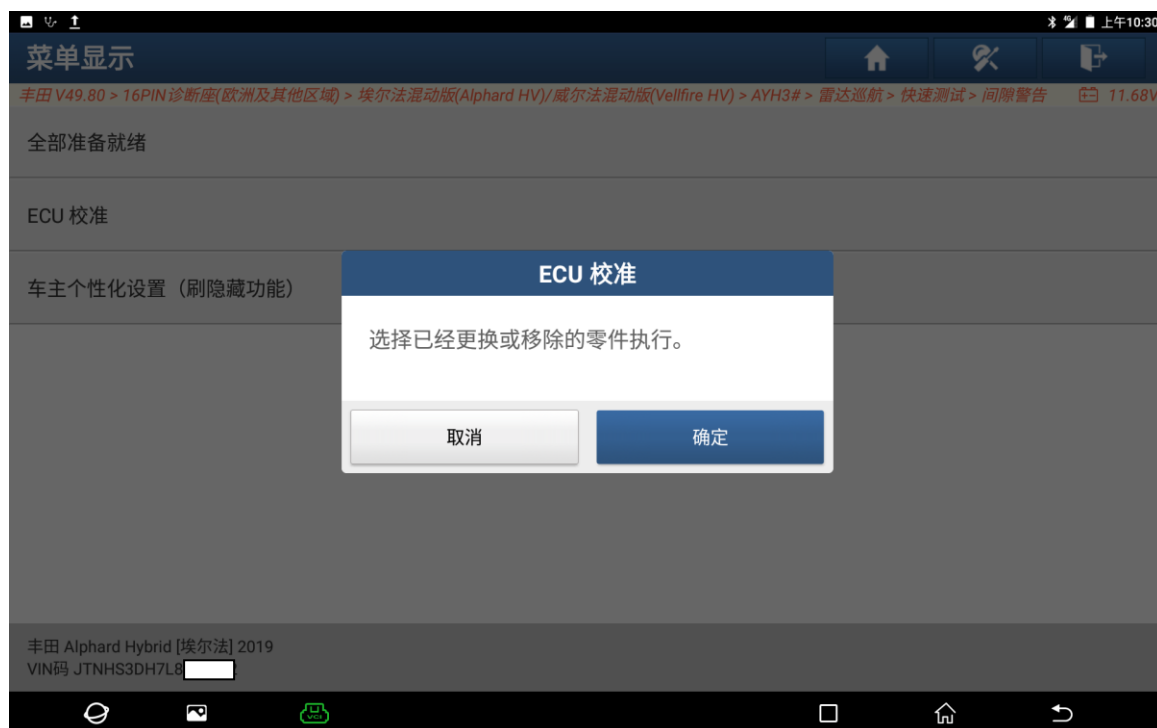 上午10:30
菜单显示
丰田 V49.80 > 16PIN诊断座(欧洲及其他区域) > 埃尔法混动版(Alphard HV)/威尔法混动版(Vellfire HV) > AYH3# > 雷达巡航 > 快速测试 > 间隙警告 11.68V
全部准备就绪
ECU 校准
车主个性化设置（刷隐藏功能）
ECU 校准
选择已经更换或移除的零件执行。
取消 确定
丰田 Alphard Hybrid [埃尔法] 2019
VIN码 JTNHS3DH7L8
VCI